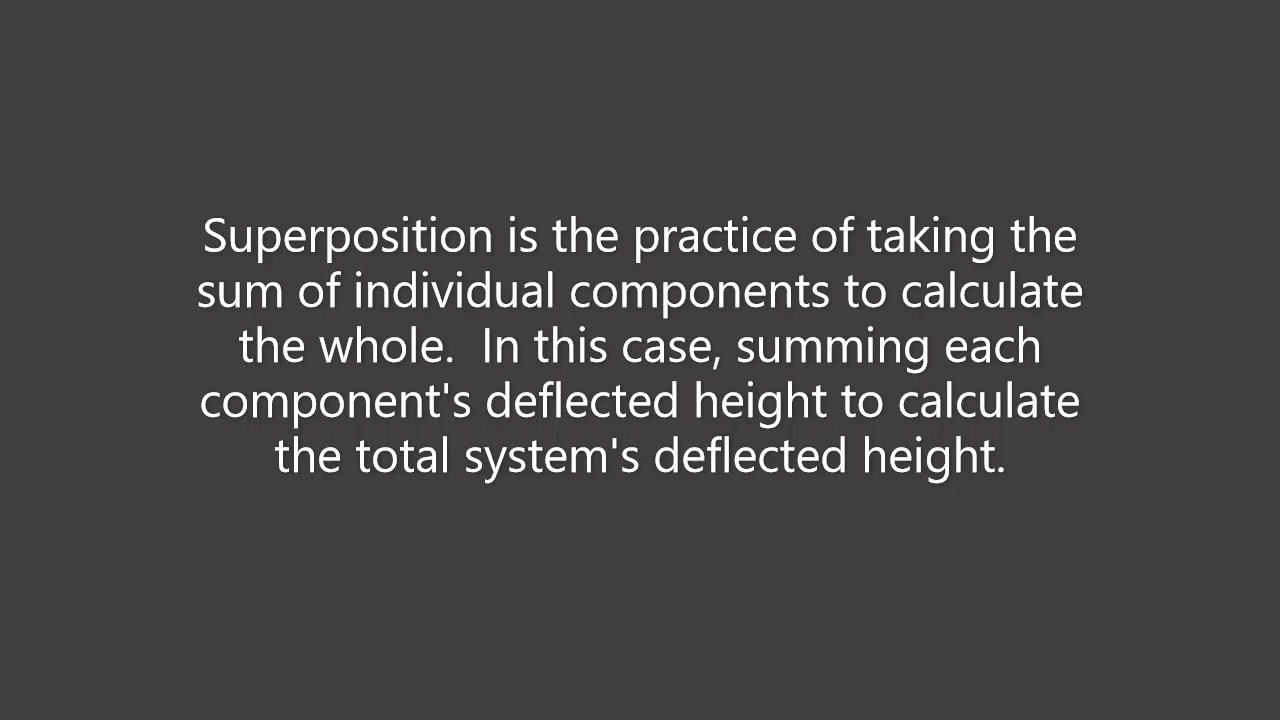 Superposition is the practice of taking the
sum of individual components to calculate
the whole.  In this case, summing each
component's deflected height to calculate
the total system's deflected height.